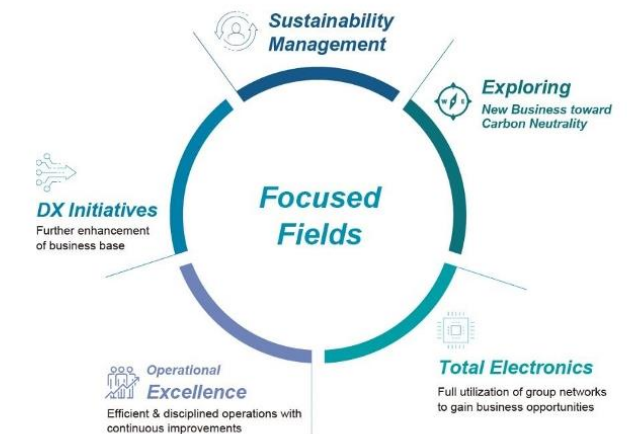 Sustainability
Management
Exploring
New Business toward
Carbon Neutrality
Focused
Fields
DX Initiatives
Further enhancement
of business base
Total Electronics
Full utilization of group networks
to gain business opportunities
Operational
Excellence
Efficient & disciplined operations with
continuous improvements
W E